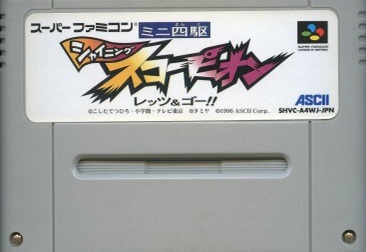 スーパーファミコン
ミニ四駆
シャイニング
スコーピオン
レッツ&ゴー!!
©こしたてつひろ・小学館・テレビ東京 ©タミヤ ©1996 ASCII Corp.
ASCII
SHVC-A4WJ-JPN